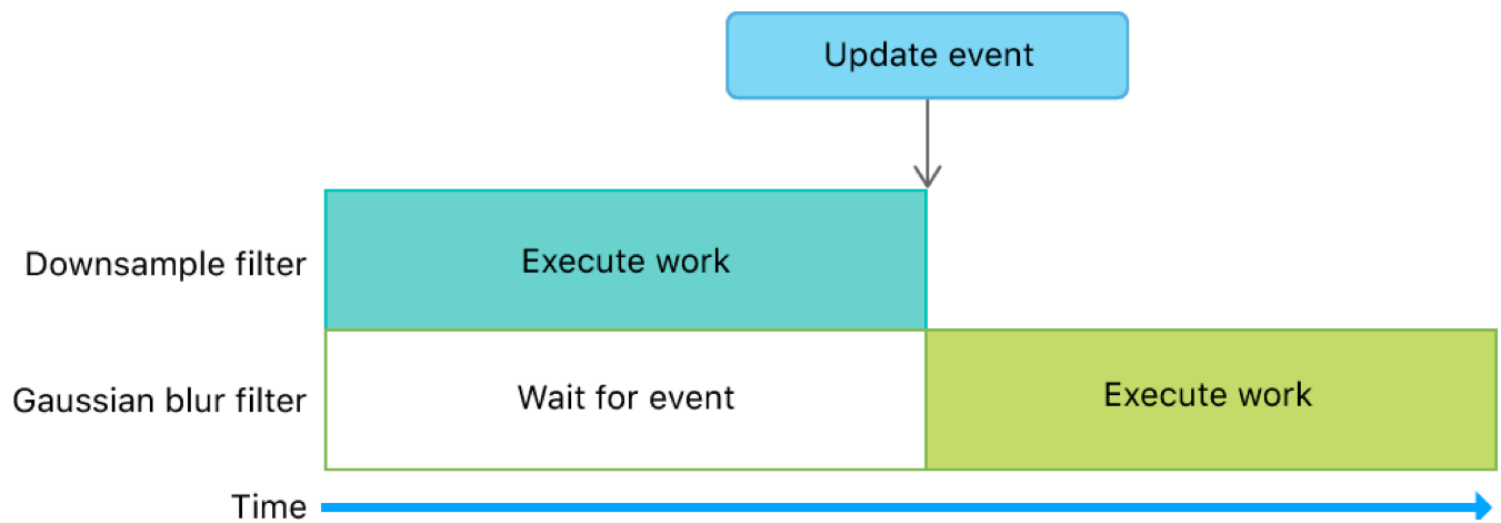 Update event
Downsample filter
Execute work
Gaussian blur filter
Wait for event
Execute work
Time